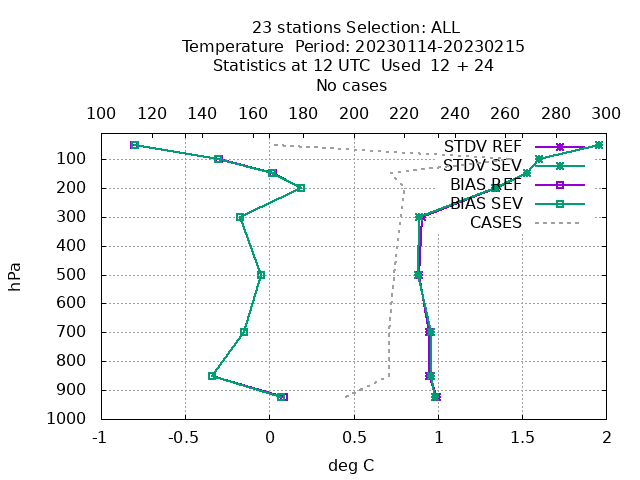 23 stations Selection: ALL
Temperature  Period: 20230114-20230215
Statistics at 12 UTC  Used  12 + 24
No cases
100 120 140 160 180 200 220 240 260 280 300
STDV REF
STDV SEV
BIAS REF
BIAS SEV
CASES
100
200
300
400
500
600
700
800
900
1000
hPa
-1 -0.5 0 0.5 1 1.5 2
deg C